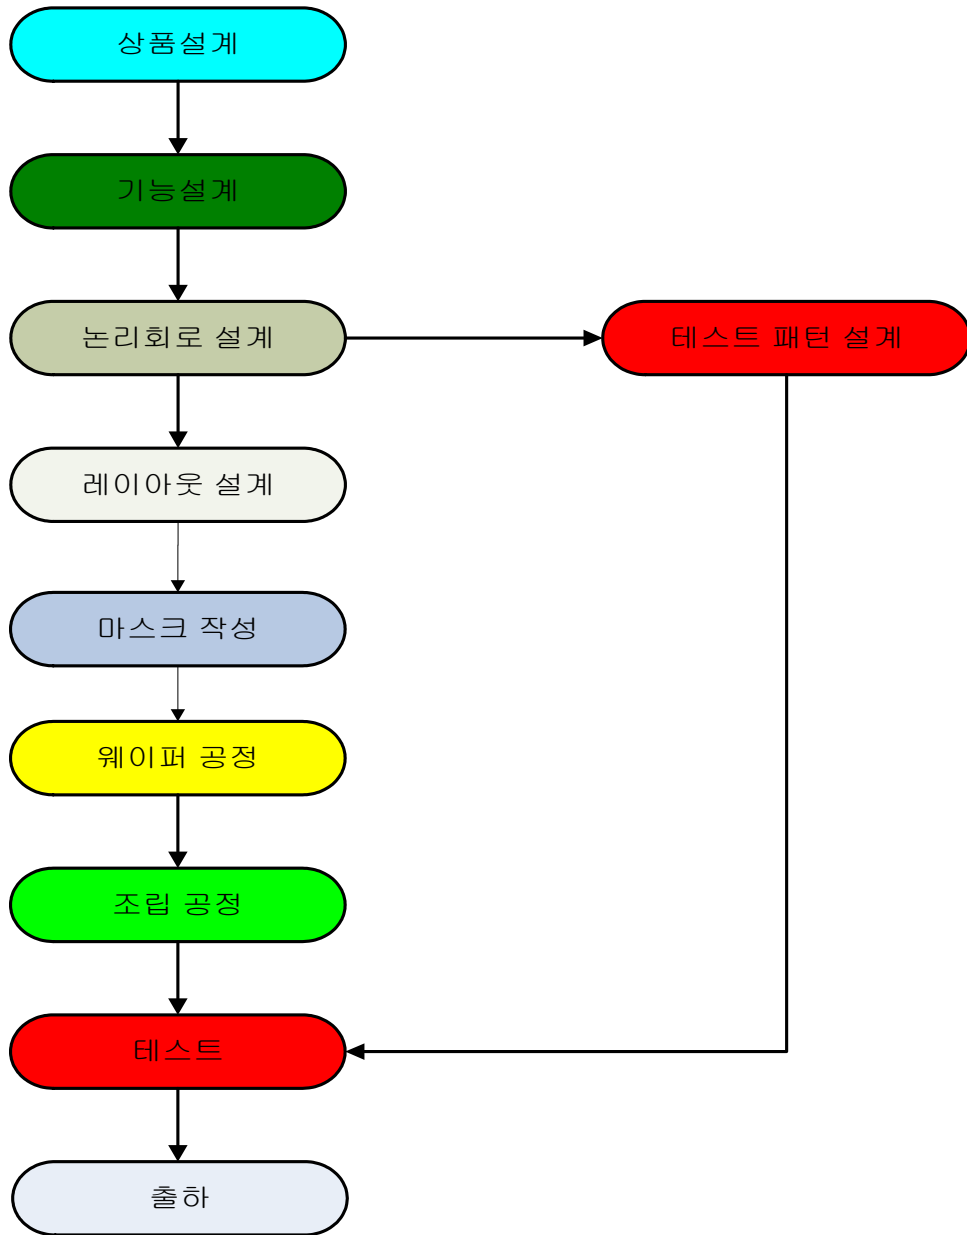 상품설계
기능설계
논리회로 설계
테스트 패턴 설계
레이아웃 설계
마스크 작성
웨이퍼 공정
조립 공정
테스트
출하